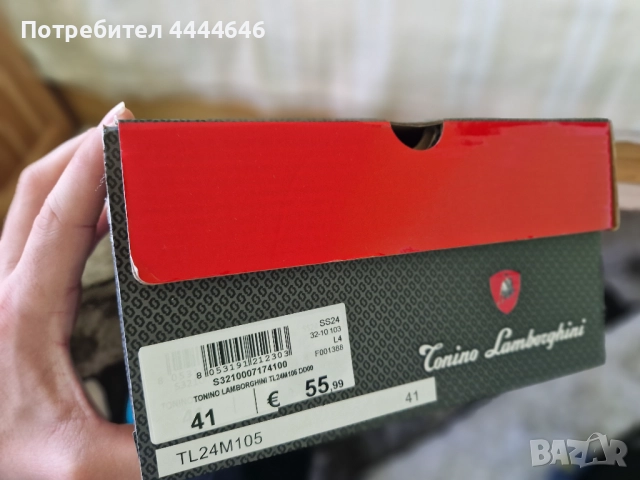 Потребител 4444646
SS24
32-10 103
L4
F001388
8 053191 212303
S3210007174100
TONINO LAMBORGHINI TL24M105 DO09
41
€ 55.99
TL24M105
41
Tonino Lamborghini
BAZAR